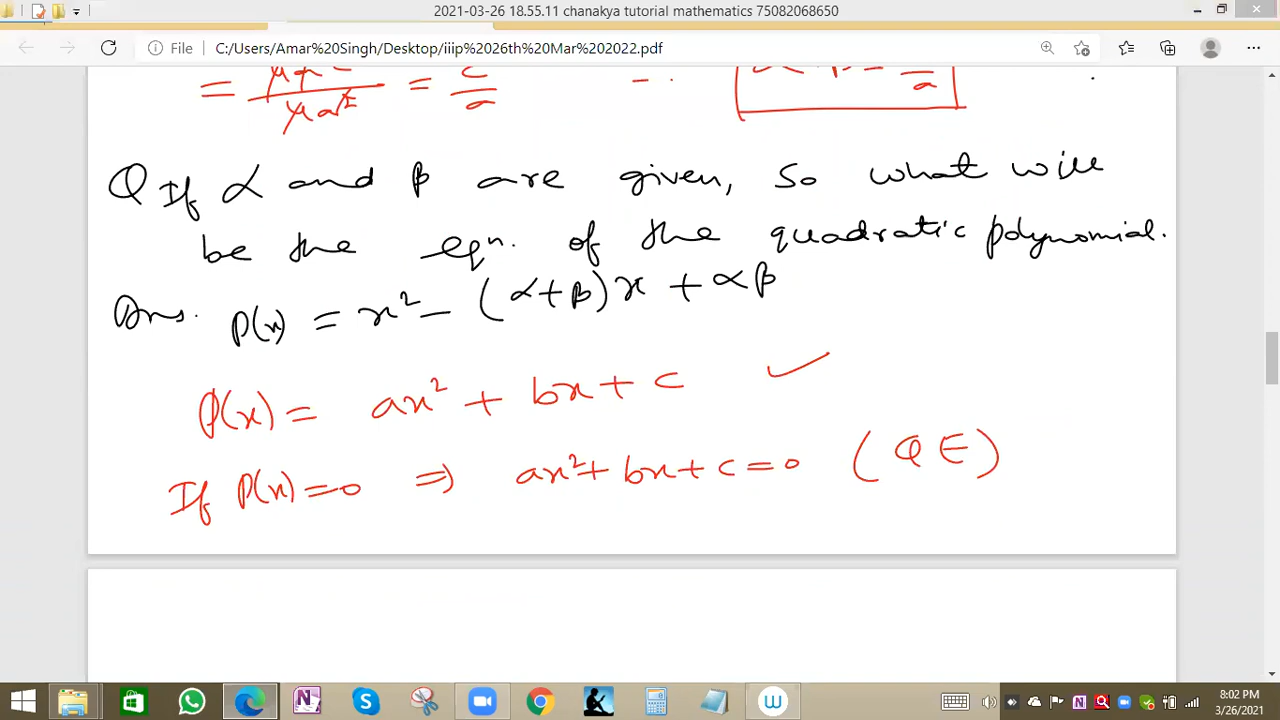 2021-03-26 18.55.11 chanakya tutorial mathematics 75082068650
File C:/Users/Amar%20Singh/Desktop/iiip%2026th%20Mar%202022.pdf
= c/a
Q If α and β are given, So what will
be the eqn. of the quadratic polynomial.
Ans. P(x) = x² - (α+β)x + αβ
P(x) = ax² + bx + c ✓
If P(x)=0 ⇒ ax²+bx+c=0 (QE)
8:02 PM
3/26/2021